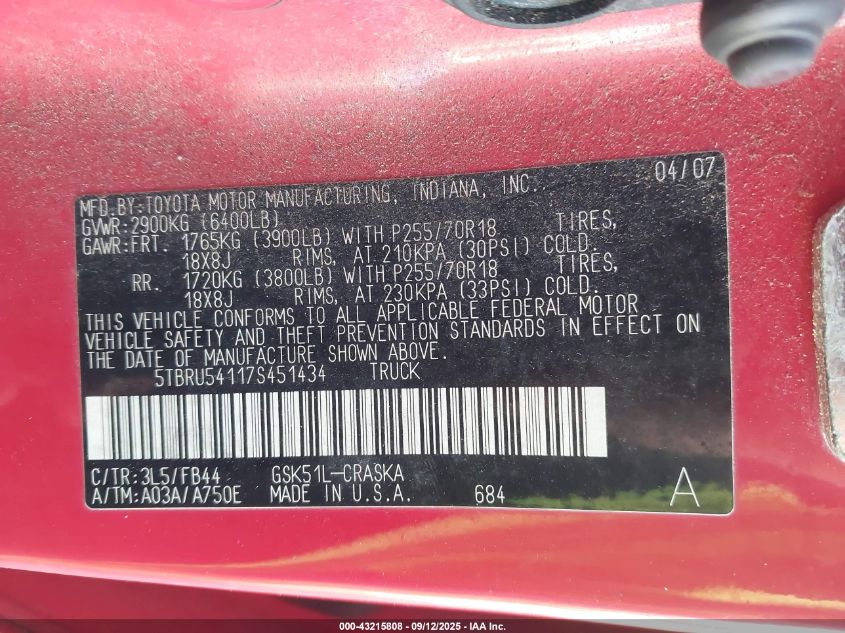 04/07
MFD.BY:TOYOTA MOTOR MANUFACTURING, INDIANA, INC.
GVWR:2900KG (6400LB)
GAWR:FRT. 1765KG (3900LB) WITH P255/70R18 TIRES,
18X8J RIMS, AT 210KPA (30PSI) COLD.
RR. 1720KG (3800LB) WITH P255/70R18 TIRES,
18X8J RIMS, AT 230KPA (33PSI) COLD.
THIS VEHICLE CONFORMS TO ALL APPLICABLE FEDERAL MOTOR
VEHICLE SAFETY AND THEFT PREVENTION STANDARDS IN EFFECT ON
THE DATE OF MANUFACTURE SHOWN ABOVE.
5TBRU54117S451434 TRUCK
C/TR: 3L5/FB44 GSK51L-CRASKA
A/TM: A03A/A750E MADE IN U.S.A. 684 A
000-43215808 - 09/12/2025 - IAA Inc.